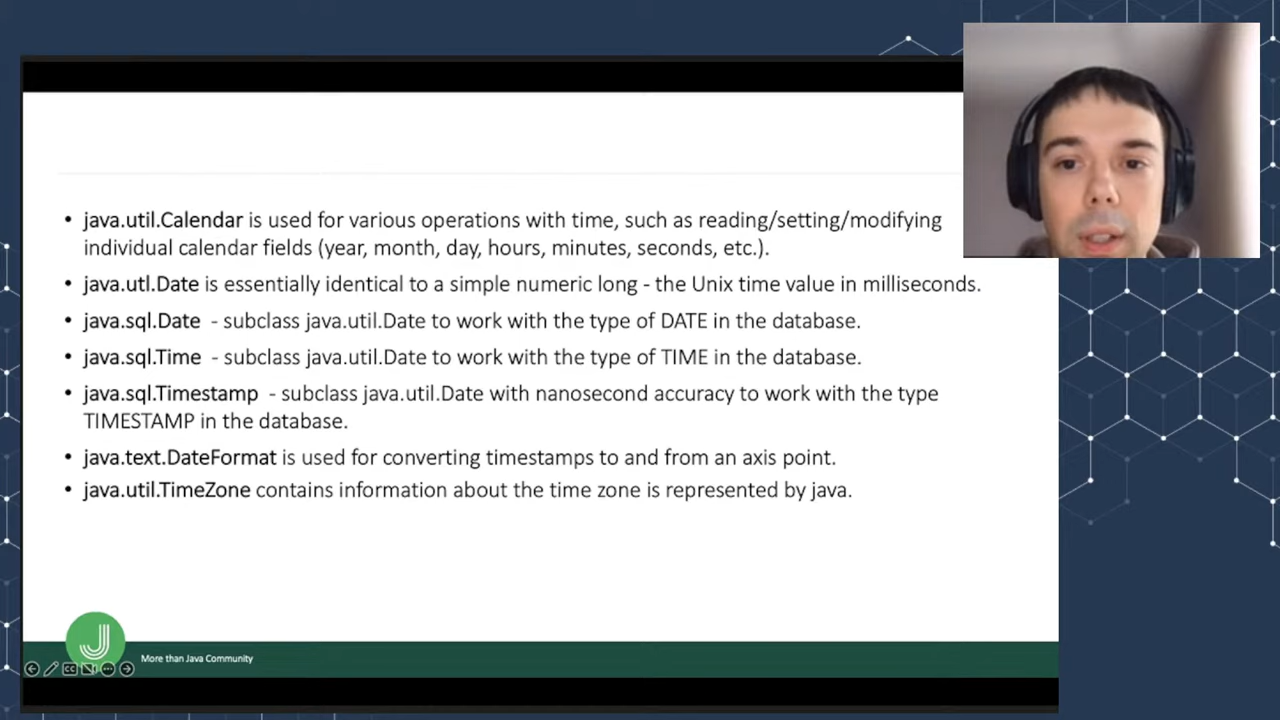 • java.util.Calendar is used for various operations with time, such as reading/setting/modifying
individual calendar fields (year, month, day, hours, minutes, seconds, etc.).
• java.utl.Date is essentially identical to a simple numeric long - the Unix time value in milliseconds.
• java.sql.Date - subclass java.util.Date to work with the type of DATE in the database.
• java.sql.Time - subclass java.util.Date to work with the type of TIME in the database.
• java.sql.Timestamp - subclass java.util.Date with nanosecond accuracy to work with the type
TIMESTAMP in the database.
• java.text.DateFormat is used for converting timestamps to and from an axis point.
• java.util.TimeZone contains information about the time zone is represented by java.
J
More than Java Community